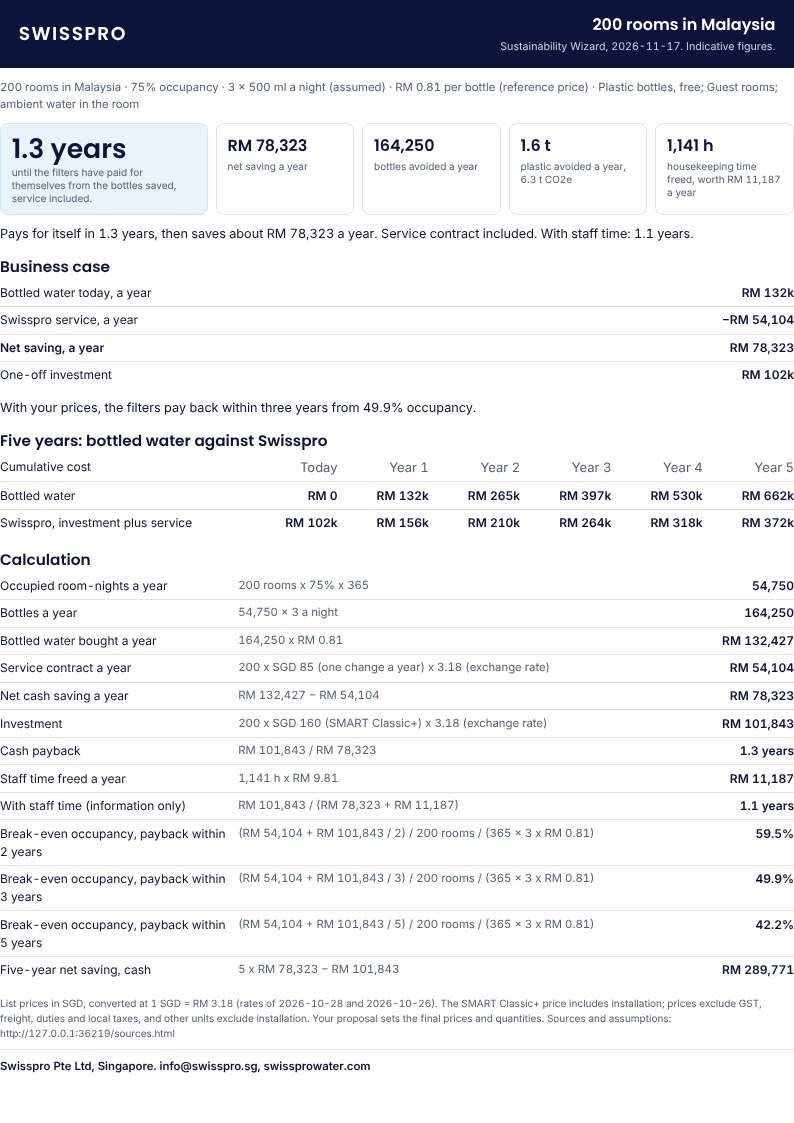 SWISSPRO
200 rooms in Malaysia
Sustainability Wizard, 2026-11-17. Indicative figures.
200 rooms in Malaysia · 75% occupancy · 3 × 500 ml a night (assumed) · RM 0.81 per bottle (reference price) · Plastic bottles, free; Guest rooms;
ambient water in the room
1.3 years
until the filters have paid for
themselves from the bottles saved,
service included.
RM 78,323
net saving a year
164,250
bottles avoided a year
1.6 t
plastic avoided a year,
6.3 t CO2e
1,141 h
housekeeping time
freed, worth RM 11,187
a year
Pays for itself in 1.3 years, then saves about RM 78,323 a year. Service contract included. With staff time: 1.1 years.
Business case
Bottled water today, a year RM 132k
Swisspro service, a year −RM 54,104
Net saving, a year RM 78,323
One-off investment RM 102k
With your prices, the filters pay back within three years from 49.9% occupancy.
Five years: bottled water against Swisspro
Cumulative cost Today Year 1 Year 2 Year 3 Year 4 Year 5
Bottled water RM 0 RM 132k RM 265k RM 397k RM 530k RM 662k
Swisspro, investment plus service RM 102k RM 156k RM 210k RM 264k RM 318k RM 372k
Calculation
Occupied room-nights a year 200 rooms x 75% x 365 54,750
Bottles a year 54,750 × 3 a night 164,250
Bottled water bought a year 164,250 x RM 0.81 RM 132,427
Service contract a year 200 x SGD 85 (one change a year) x 3.18 (exchange rate) RM 54,104
Net cash saving a year RM 132,427 − RM 54,104 RM 78,323
Investment 200 x SGD 160 (SMART Classic+) x 3.18 (exchange rate) RM 101,843
Cash payback RM 101,843 / RM 78,323 1.3 years
Staff time freed a year 1,141 h x RM 9.81 RM 11,187
With staff time (information only) RM 101,843 / (RM 78,323 + RM 11,187) 1.1 years
Break-even occupancy, payback within (RM 54,104 + RM 101,843 / 2) / 200 rooms / (365 × 3 x RM 0.81) 59.5%
2 years
Break-even occupancy, payback within (RM 54,104 + RM 101,843 / 3) / 200 rooms / (365 × 3 x RM 0.81) 49.9%
3 years
Break-even occupancy, payback within (RM 54,104 + RM 101,843 / 5) / 200 rooms / (365 × 3 x RM 0.81) 42.2%
5 years
Five-year net saving, cash 5 x RM 78,323 − RM 101,843 RM 289,771
List prices in SGD, converted at 1 SGD = RM 3.18 (rates of 2026-10-28 and 2026-10-26). The SMART Classic+ price includes installation; prices exclude GST,
freight, duties and local taxes, and other units exclude installation. Your proposal sets the final prices and quantities. Sources and assumptions:
http://127.0.0.1:36219/sources.html
Swisspro Pte Ltd, Singapore. info@swisspro.sg, swissprowater.com